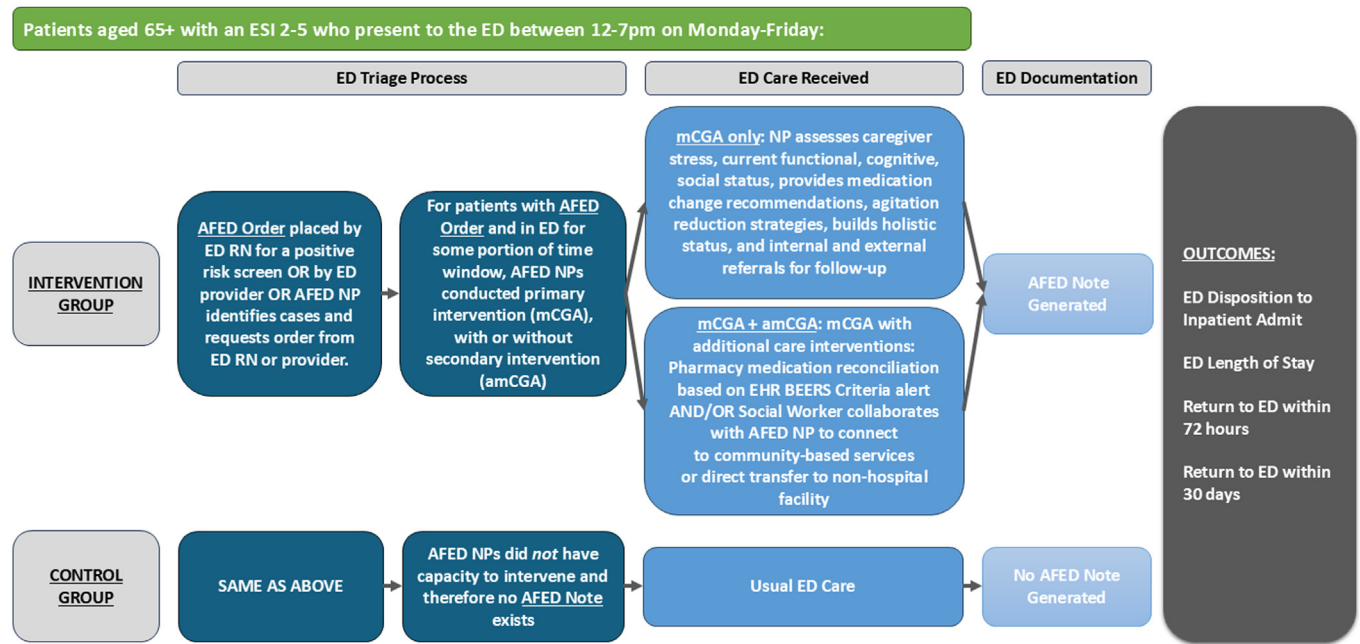 Patients aged 65+ with an ESI 2-5 who present to the ED between 12-7pm on Monday-Friday:
ED Triage Process
ED Care Received
ED Documentation
INTERVENTION
GROUP
AFED Order placed by
ED RN for a positive
risk screen OR by ED
provider OR AFED NP
identifies cases and
requests order from
ED RN or provider.
For patients with AFED
Order and in ED for
some portion of time
window, AFED NPs
conducted primary
intervention (mCGA),
with or without
secondary intervention
(amCGA)
mCGA only: NP assesses caregiver
stress, current functional, cognitive,
social status, provides medication
change recommendations, agitation
reduction strategies, builds holistic
status, and internal and external
referrals for follow-up
mCGA + amCGA: mCGA with
additional care interventions:
Pharmacy medication reconciliation
based on EHR BEERS Criteria alert
AND/OR Social Worker collaborates
with AFED NP to connect
to community-based services
or direct transfer to non-hospital
facility
AFED Note
Generated
OUTCOMES:
ED Disposition to
Inpatient Admit
ED Length of Stay
Return to ED within
72 hours
Return to ED within
30 days
CONTROL
GROUP
SAME AS ABOVE
AFED NPs did not have
capacity to intervene and
therefore no AFED Note
exists
Usual ED Care
No AFED Note
Generated